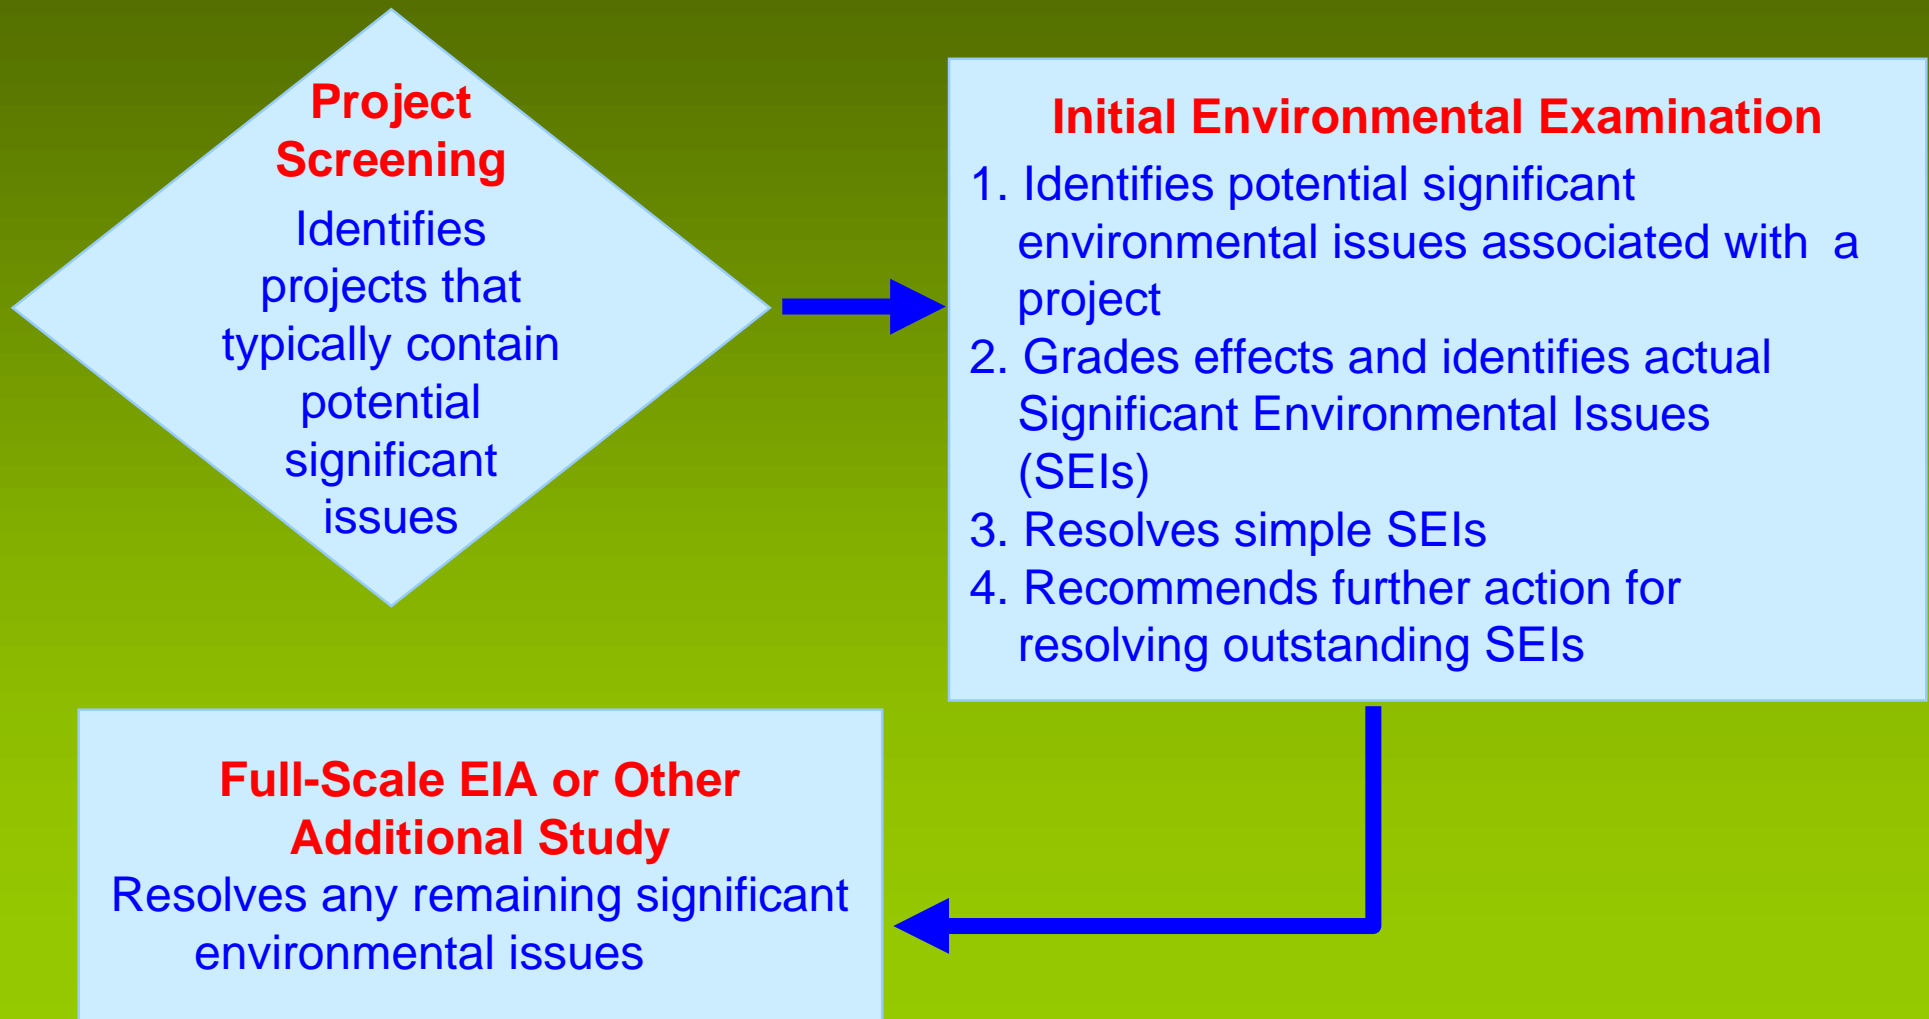 Project
Screening
Identifies
projects that
typically contain
potential
significant
issues
Initial Environmental Examination
1. Identifies potential significant
environmental issues associated with a
project
2. Grades effects and identifies actual
Significant Environmental Issues
(SEIs)
3. Resolves simple SEIs
4. Recommends further action for
resolving outstanding SEIs
Full-Scale EIA or Other
Additional Study
Resolves any remaining significant
environmental issues